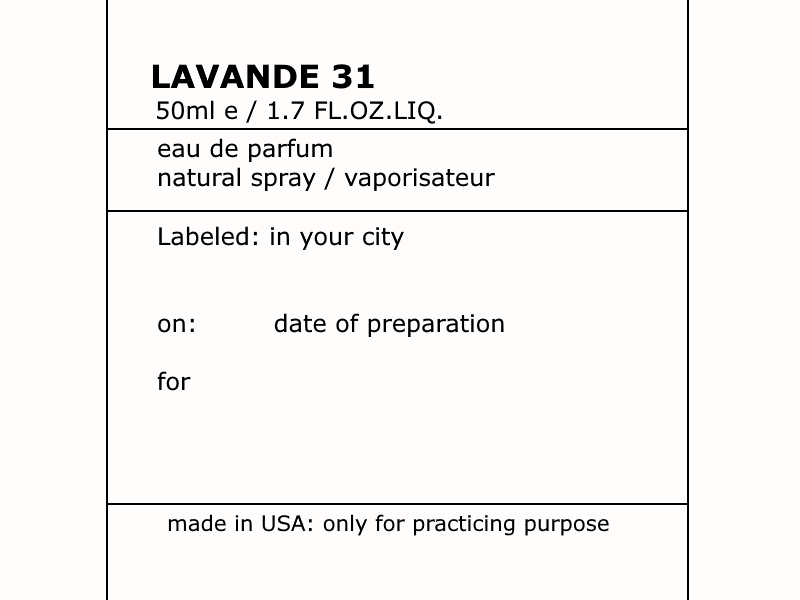 LAVANDE 31
50ml e / 1.7 FL.OZ.LIQ.
eau de parfum
natural spray / vaporisateur
Labeled: in your city
on: date of preparation
for
made in USA: only for practicing purpose